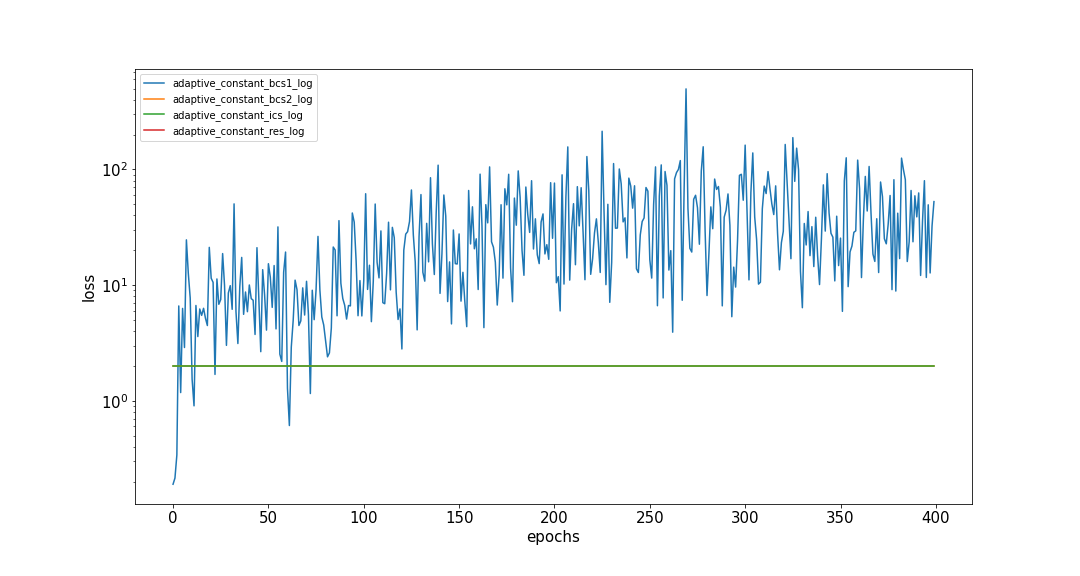 adaptive_constant_bcs1_log
adaptive_constant_bcs2_log
adaptive_constant_ics_log
adaptive_constant_res_log
10²
10¹
10⁰
loss
0 50 100 150 200 250 300 350 400
epochs